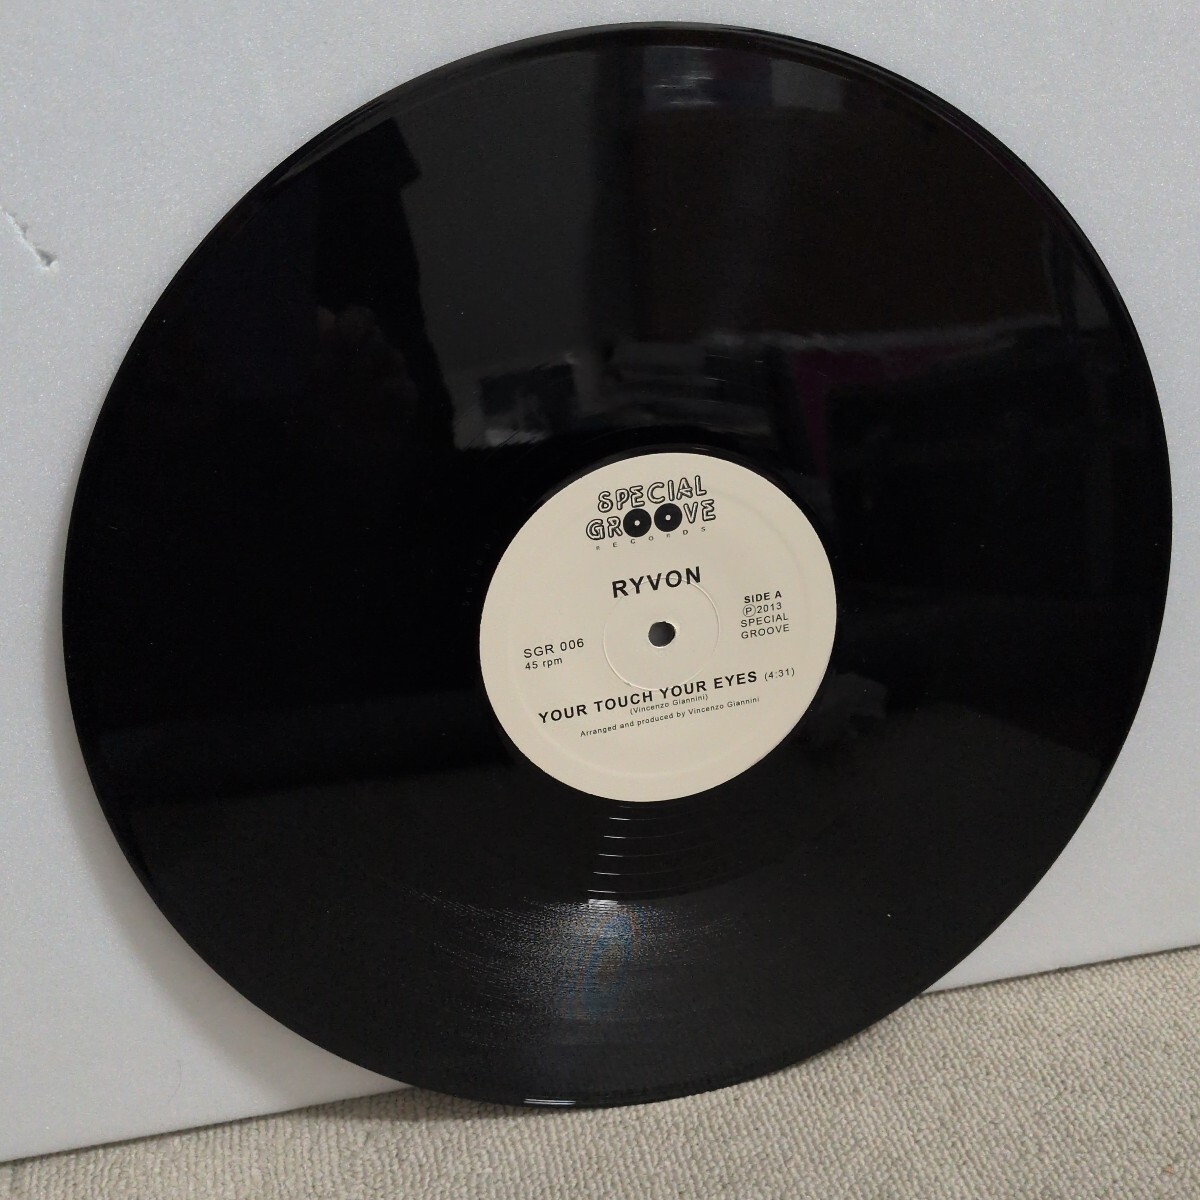 SPECIAL
GROOVE
RECORDS
RYVON
SGR 006
45 rpm
SIDE A
Ⓟ2013
SPECIAL
GROOVE
YOUR TOUCH YOUR EYES (4:31)
(Vincenzo Giannini)
Arranged and produced by Vincenzo Giannini